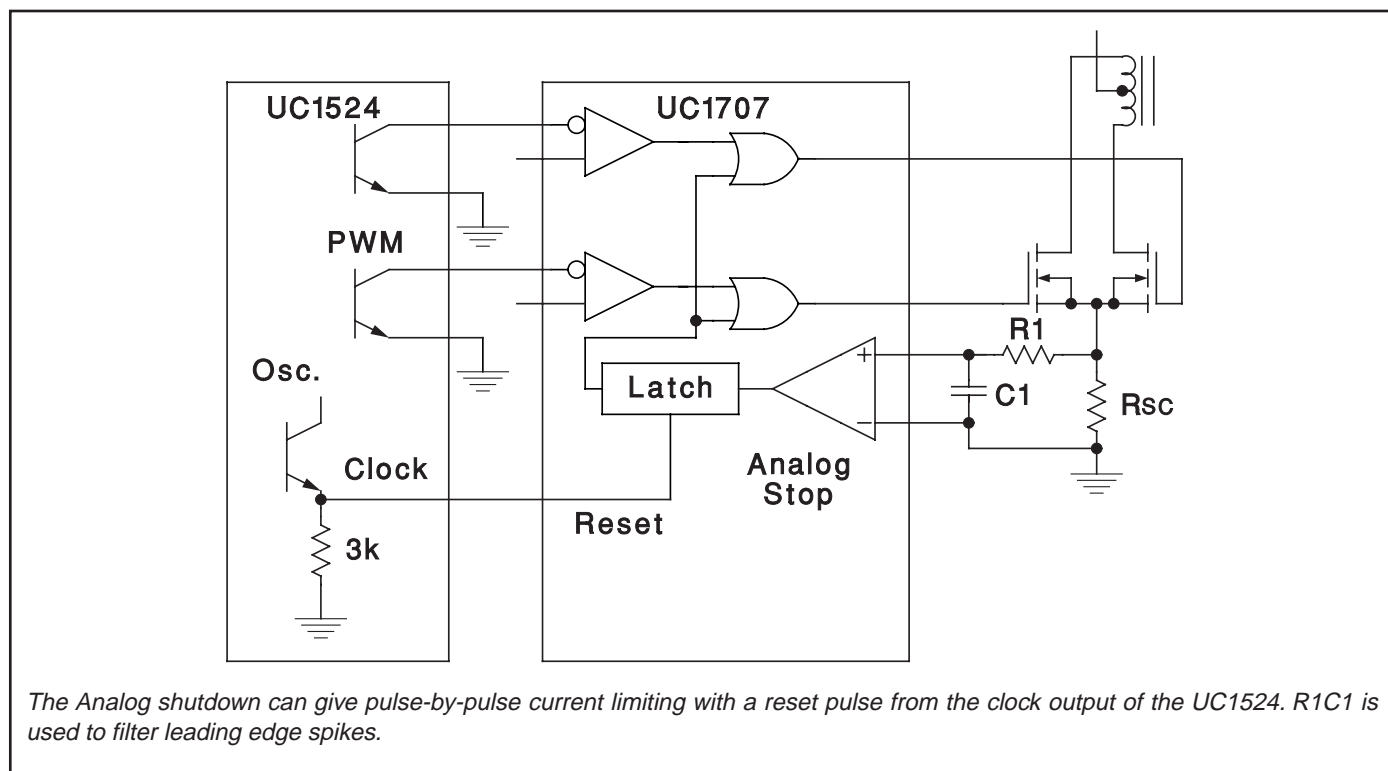 UC1524
UC1707
PWM
R1
Osc.
Latch
C1
Rsc
+
−
Clock
Analog
Stop
Reset
3k
The Analog shutdown can give pulse-by-pulse current limiting with a reset pulse from the clock output of the UC1524. R1C1 is
used to filter leading edge spikes.